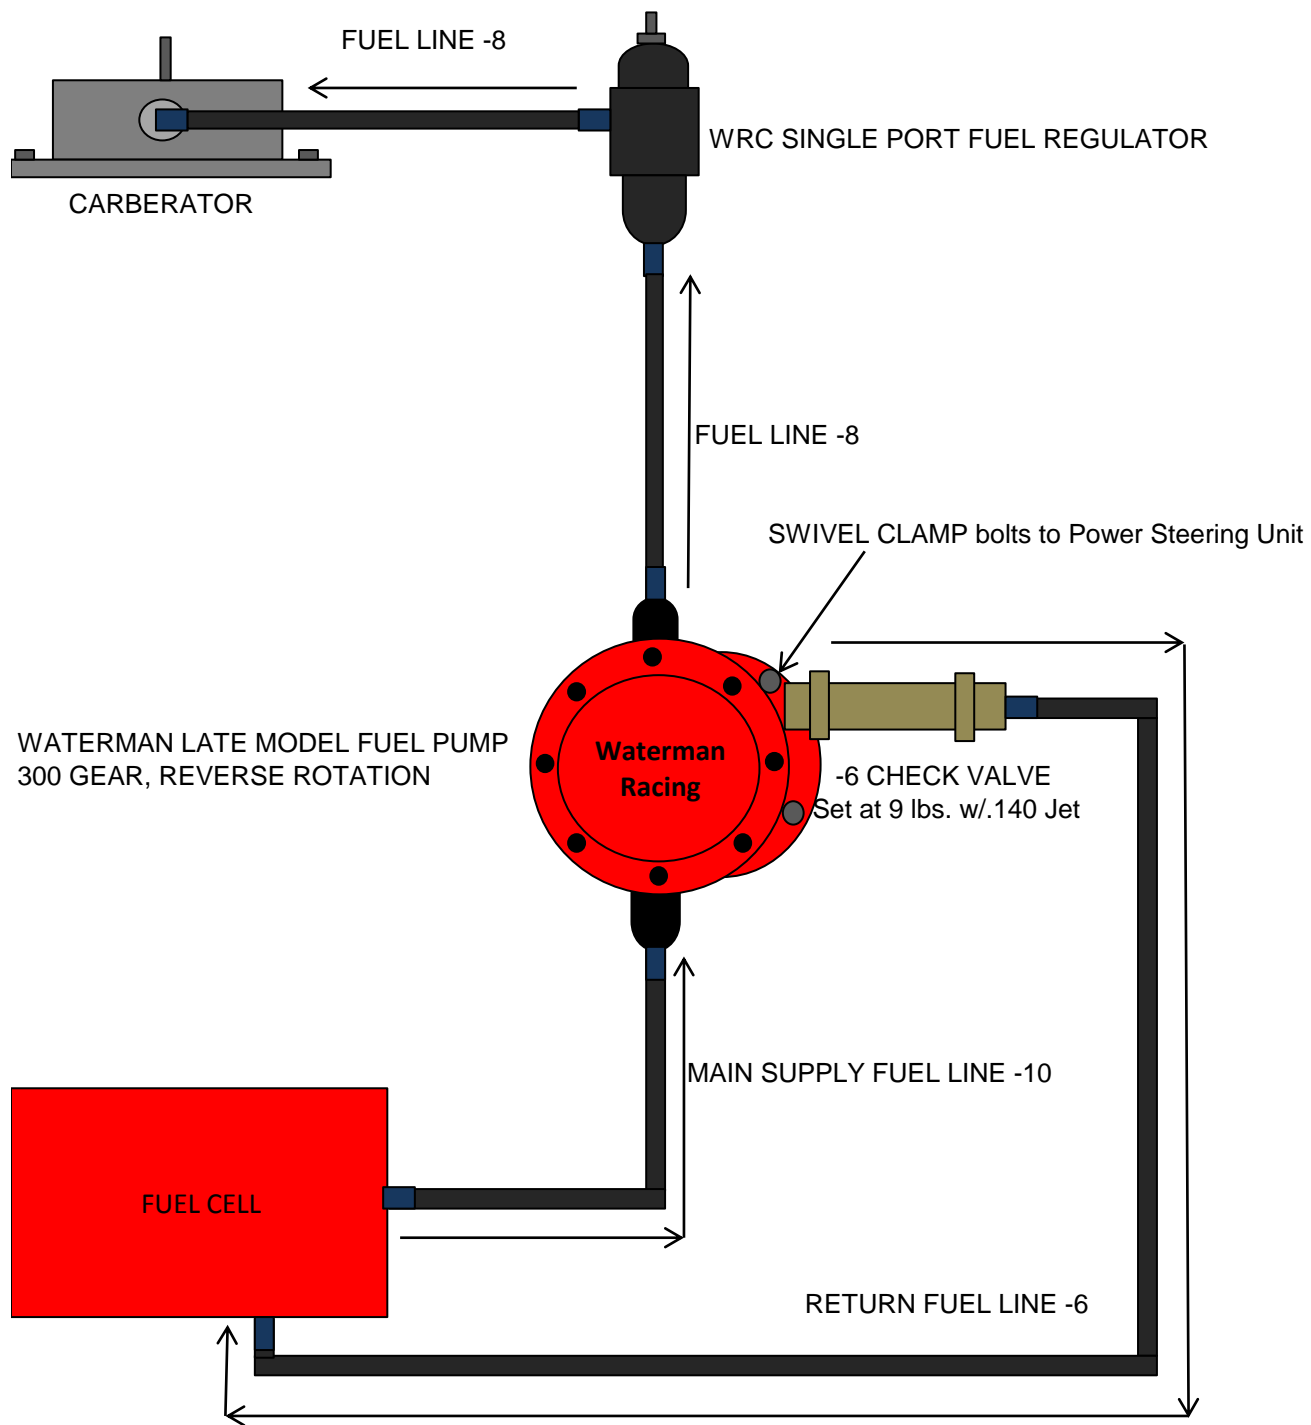 FUEL LINE -8
WRC SINGLE PORT FUEL REGULATOR
CARBERATOR
FUEL LINE -8
SWIVEL CLAMP bolts to Power Steering Unit
WATERMAN LATE MODEL FUEL PUMP
300 GEAR, REVERSE ROTATION
Waterman
Racing
-6 CHECK VALVE
Set at 9 lbs. w/.140 Jet
MAIN SUPPLY FUEL LINE -10
FUEL CELL
RETURN FUEL LINE -6